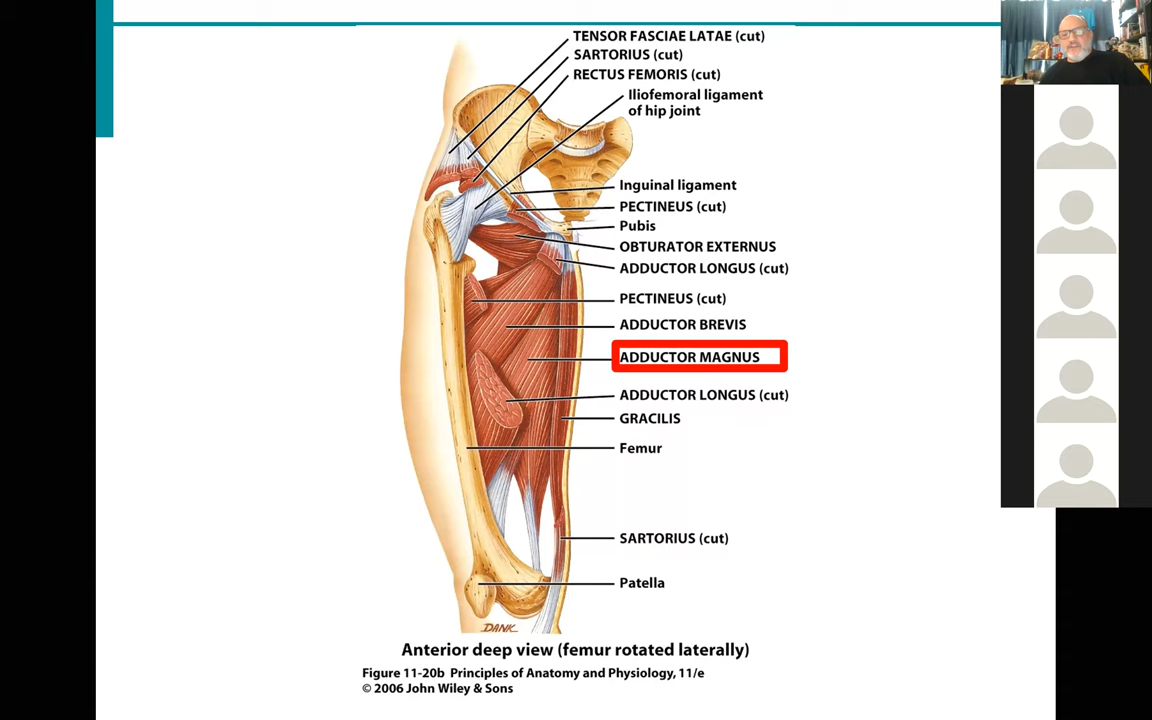 TENSOR FASCIAE LATAE (cut)
SARTORIUS (cut)
RECTUS FEMORIS (cut)
Iliofemoral ligament
of hip joint
Inguinal ligament
PECTINEUS (cut)
Pubis
OBTURATOR EXTERNUS
ADDUCTOR LONGUS (cut)
PECTINEUS (cut)
ADDUCTOR BREVIS
ADDUCTOR MAGNUS
ADDUCTOR LONGUS (cut)
GRACILIS
Femur
SARTORIUS (cut)
Patella
DANK
Anterior deep view (femur rotated laterally)
Figure 11-20b Principles of Anatomy and Physiology, 11/e
© 2006 John Wiley & Sons